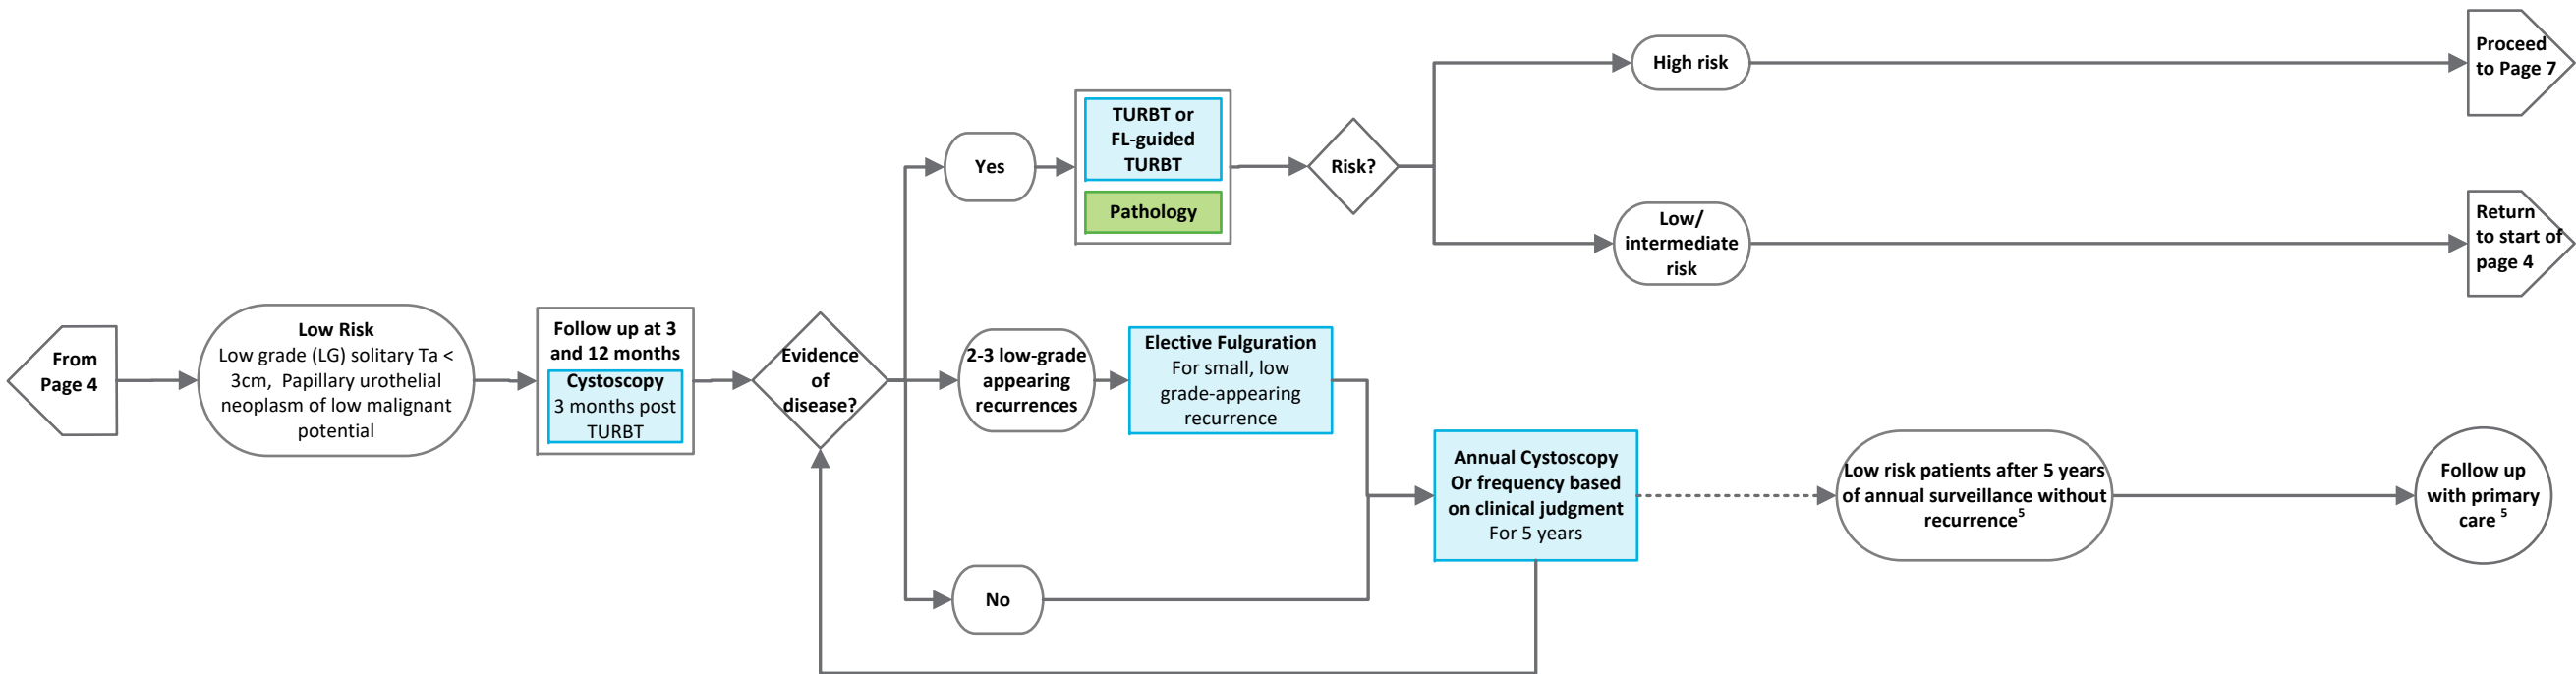 From
Page 4
Low Risk
Low grade (LG) solitary Ta <
3cm, Papillary urothelial
neoplasm of low malignant
potential
Follow up at 3
and 12 months
Cystoscopy
3 months post
TURBT
Evidence
of
disease?
Yes
TURBT or
FL-guided
TURBT
Pathology
Risk?
High risk
Proceed
to Page 7
Low/
intermediate
risk
Return
to start of
page 4
2-3 low-grade
appearing
recurrences
Elective Fulguration
For small, low
grade-appearing
recurrence
No
Annual Cystoscopy
Or frequency based
on clinical judgment
For 5 years
Low risk patients after 5 years
of annual surveillance without
recurrence⁵
Follow up
with primary
care ⁵